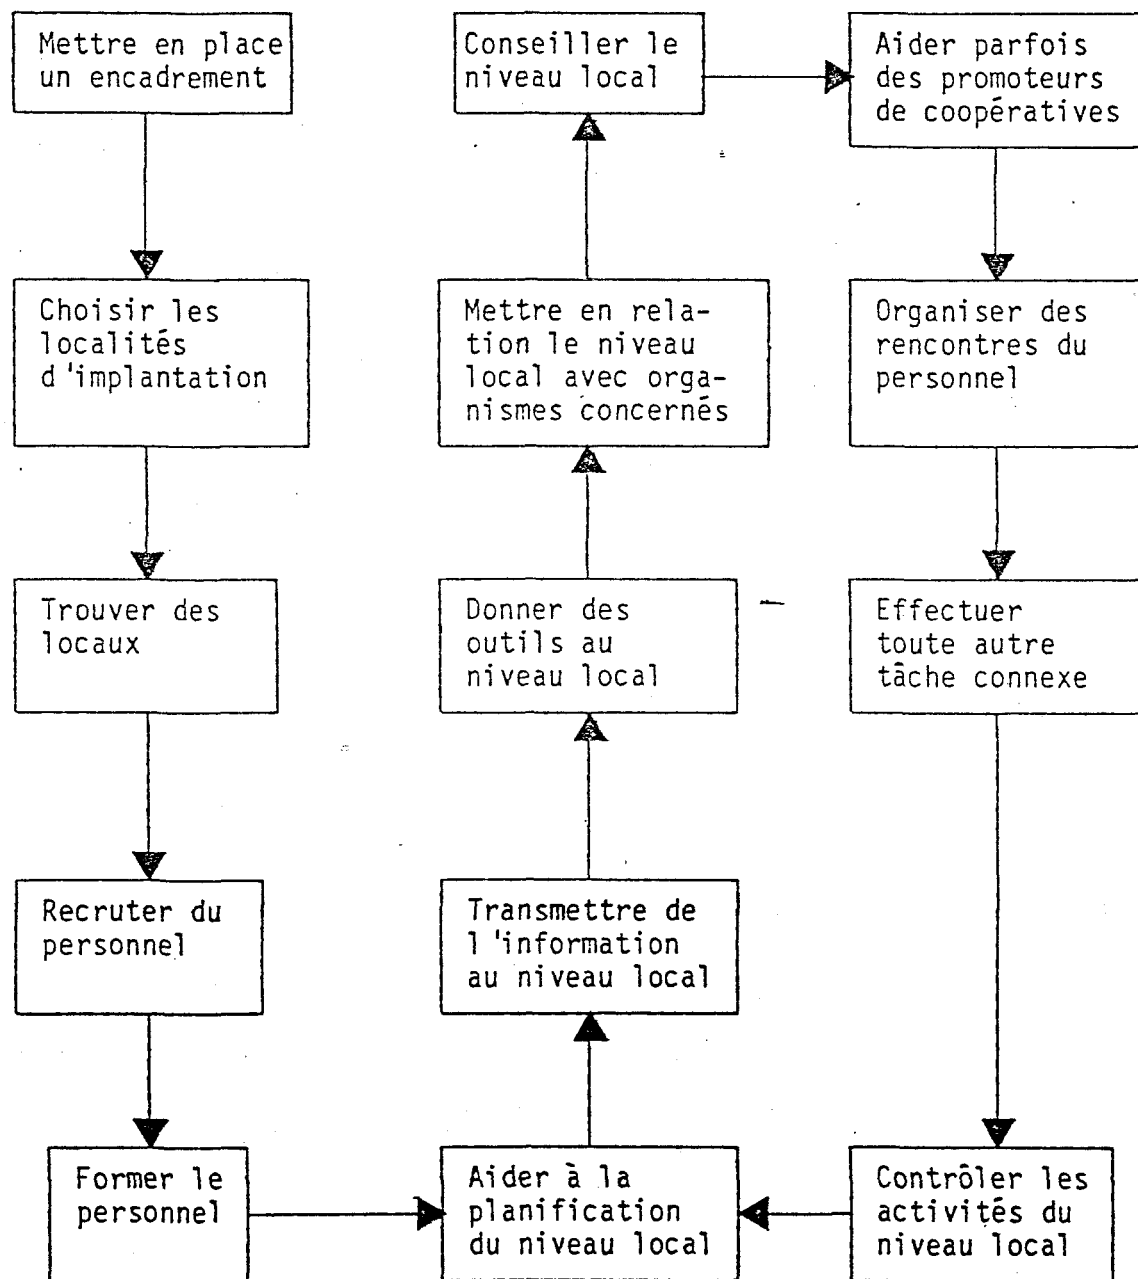 Mettre en place
un encadrement
Choisir les
localités
d'implantation
Trouver des
locaux
Recruter du
personnel
Former le
personnel
Aider à la
planification
du niveau local
Transmettre de
l'information
au niveau local
Donner des
outils au
niveau local
Mettre en rela-
tion le niveau
local avec orga-
nismes concernés
Conseiller le
niveau local
Aider parfois
des promoteurs
de coopératives
Organiser des
rencontres du
personnel
Effectuer
toute autre
tâche connexe
Contrôler les
activités du
niveau local